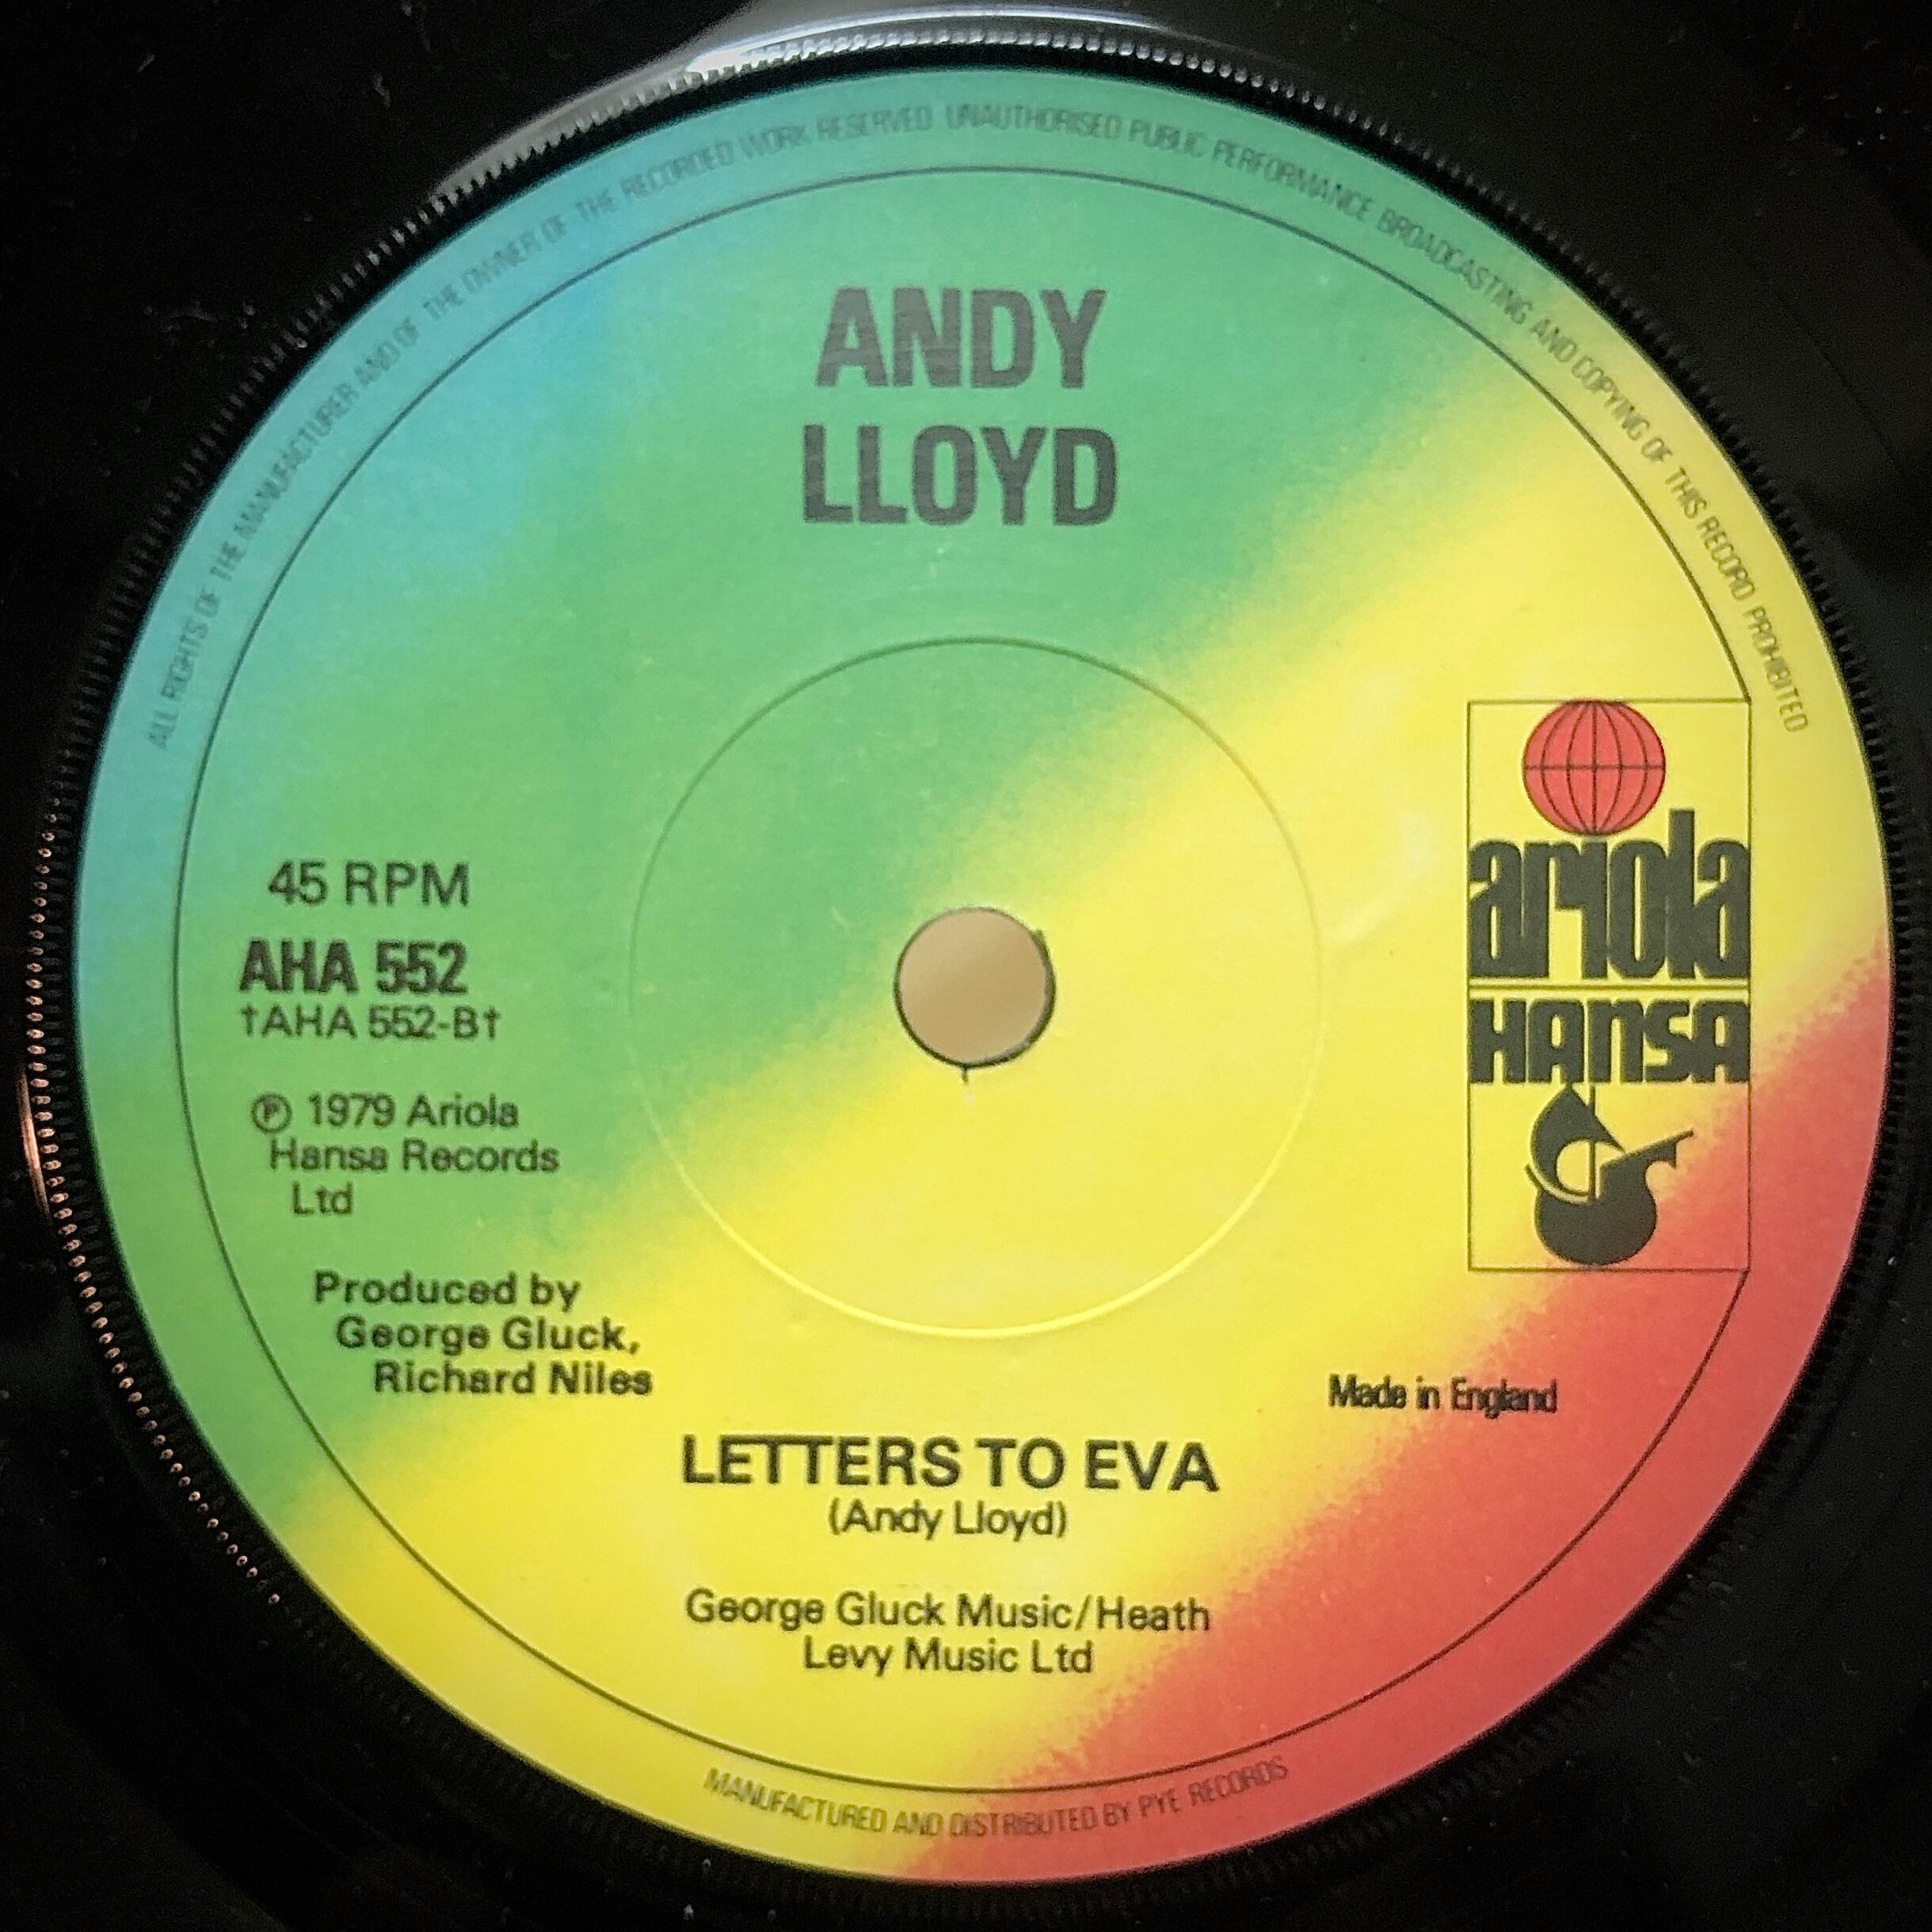 ALL RIGHTS OF THE MANUFACTURER AND OF THE OWNER OF THE RECORDED WORK RESERVED UNAUTHORISED PUBLIC PERFORMANCE BROADCASTING AND COPYING OF THIS RECORD PROHIBITED
ANDY
LLOYD
45 RPM
AHA 552
†AHA 552-B†
℗ 1979 Ariola
Hansa Records
Ltd
Produced by
George Gluck,
Richard Niles
ariola
HANSA
Made in England
LETTERS TO EVA
(Andy Lloyd)
George Gluck Music/Heath
Levy Music Ltd
MANUFACTURED AND DISTRIBUTED BY PYE RECORDS